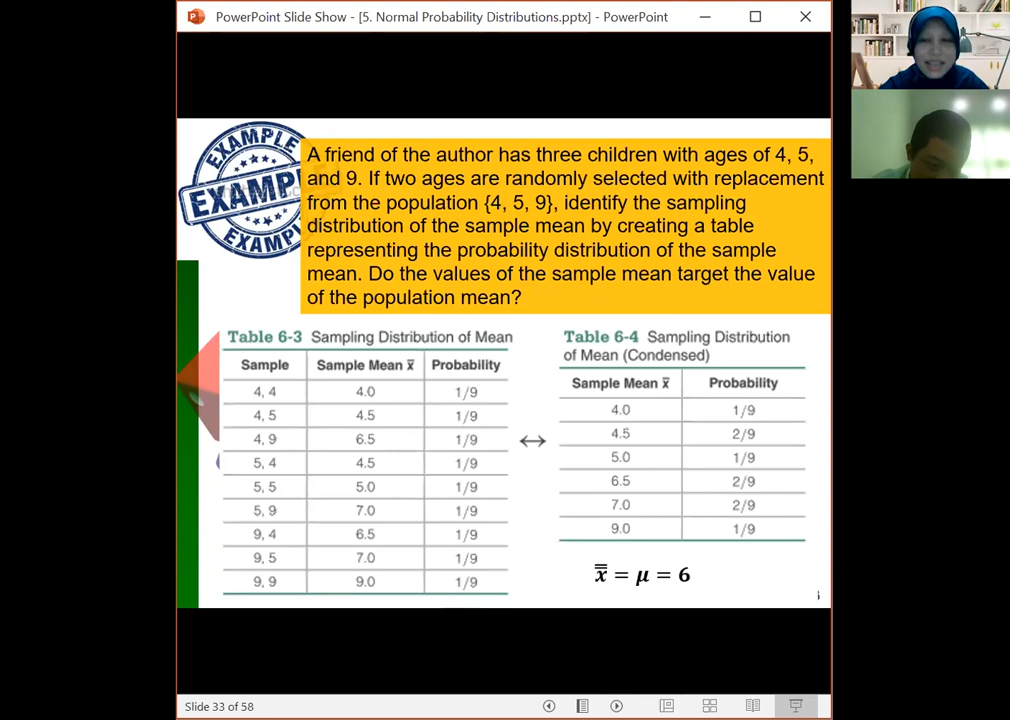 PowerPoint Slide Show - [5. Normal Probability Distributions.pptx] - PowerPoint
EXAMPLE
EXAMPLE
EXAMPLE
A friend of the author has three children with ages of 4, 5,
and 9. If two ages are randomly selected with replacement
from the population {4, 5, 9}, identify the sampling
distribution of the sample mean by creating a table
representing the probability distribution of the sample
mean. Do the values of the sample mean target the value
of the population mean?
Table 6-3 Sampling Distribution of Mean
Sample Sample Mean x̅ Probability
4, 4 4.0 1/9
4, 5 4.5 1/9
4, 9 6.5 1/9
5, 4 4.5 1/9
5, 5 5.0 1/9
5, 9 7.0 1/9
9, 4 6.5 1/9
9, 5 7.0 1/9
9, 9 9.0 1/9
Table 6-4 Sampling Distribution
of Mean (Condensed)
Sample Mean x̅ Probability
4.0 1/9
4.5 2/9
5.0 1/9
6.5 2/9
7.0 2/9
9.0 1/9
x̿ = μ = 6
Slide 33 of 58